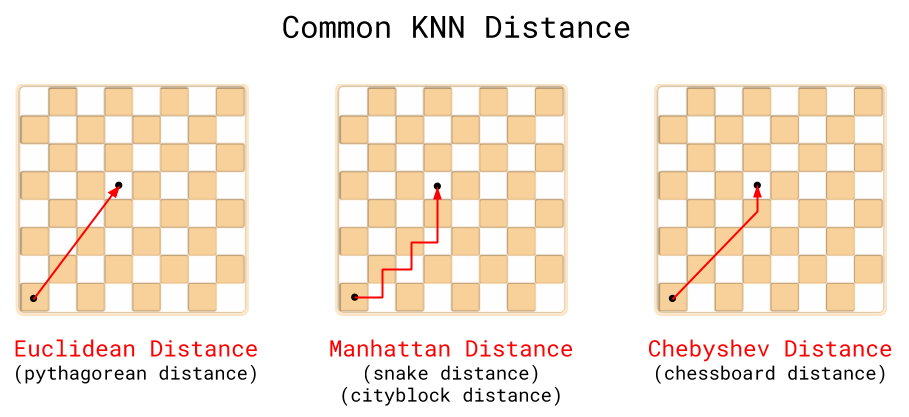 Common KNN Distance
Euclidean Distance
(pythagorean distance)
Manhattan Distance
(snake distance)
(cityblock distance)
Chebyshev Distance
(chessboard distance)